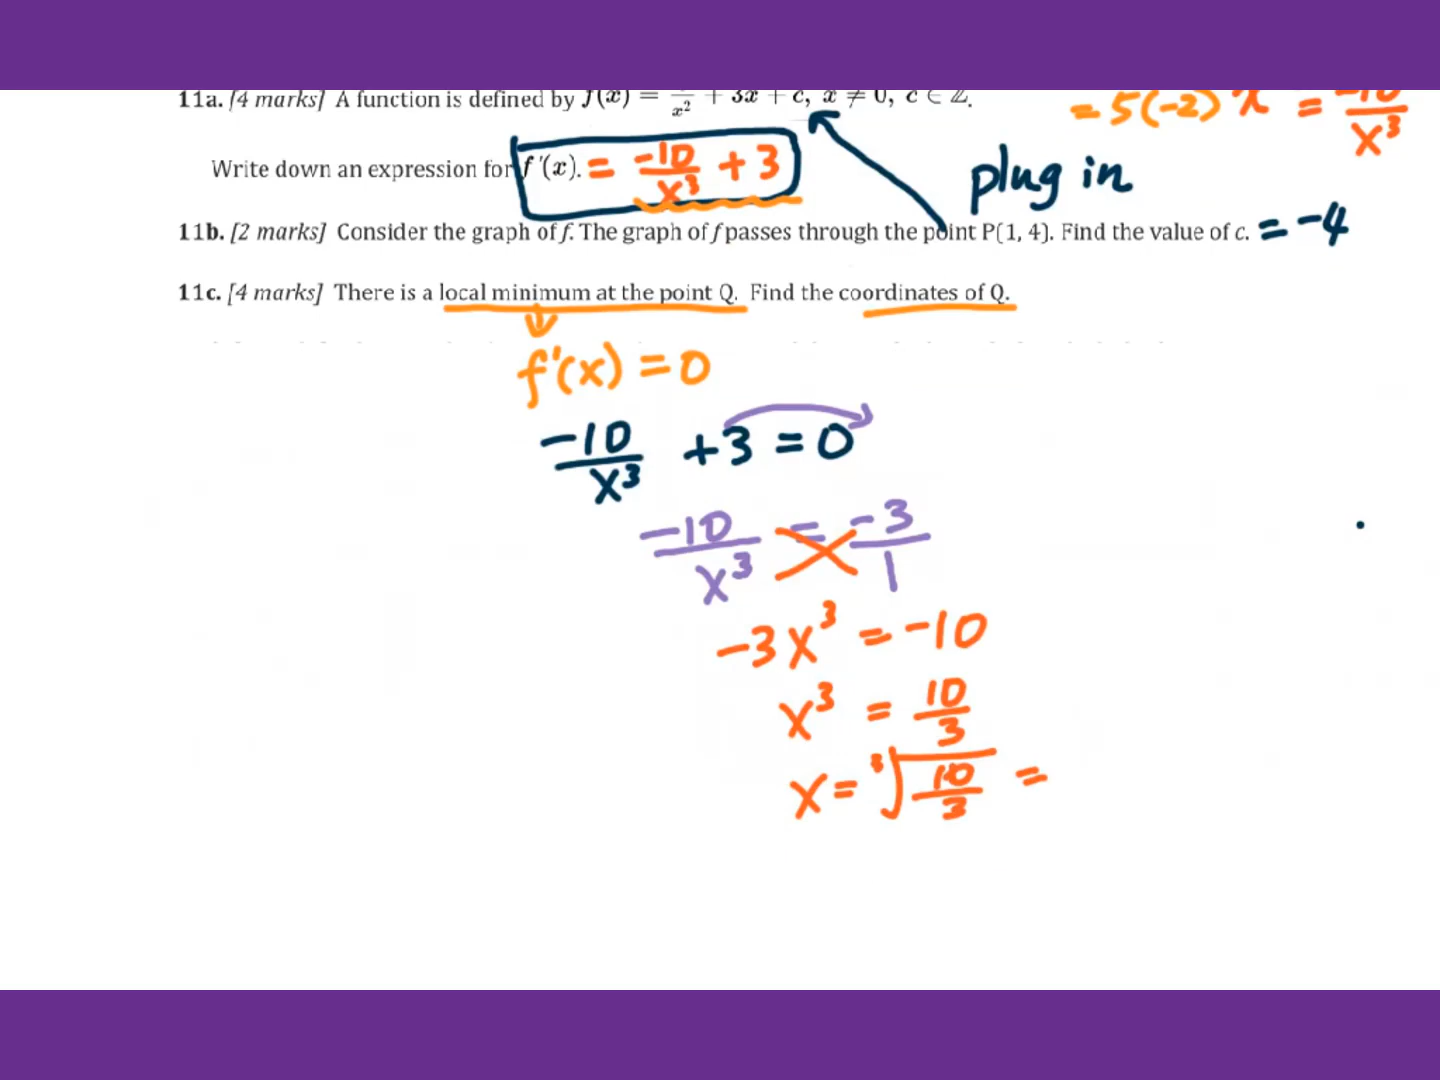 11a. [4 marks] A function is defined by f(x) = /x² + 3x + c, x ≠ 0, c ∈ ℤ.
= 5(-2) x = -10/x³
Write down an expression for f'(x). = -10/x³ + 3
plug in
11b. [2 marks] Consider the graph of f. The graph of f passes through the point P(1, 4). Find the value of c. = -4
11c. [4 marks] There is a local minimum at the point Q. Find the coordinates of Q.
f'(x) = 0
-10/x³ + 3 = 0
-10/x³ = -3/1
-3x³ = -10
x³ = 10/3
x = ³√(10/3) =